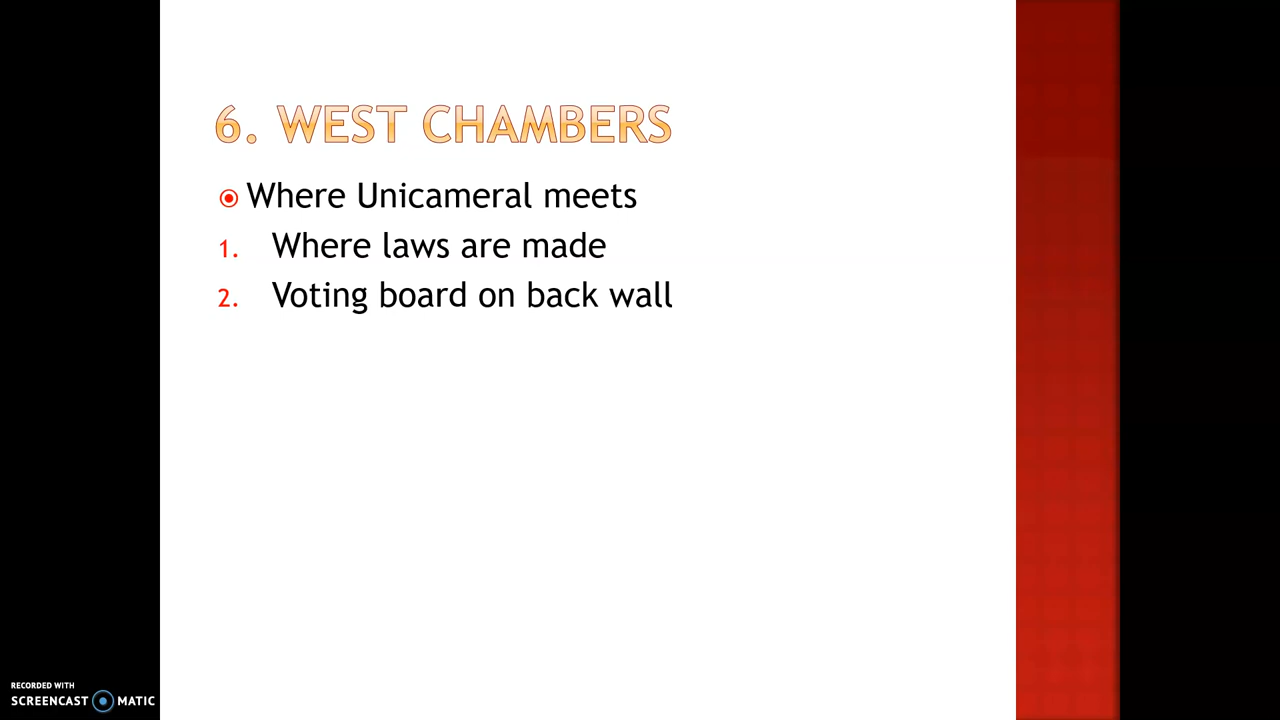 6. WEST CHAMBERS
Where Unicameral meets
1. Where laws are made
2. Voting board on back wall
RECORDED WITH
SCREENCAST MATIC